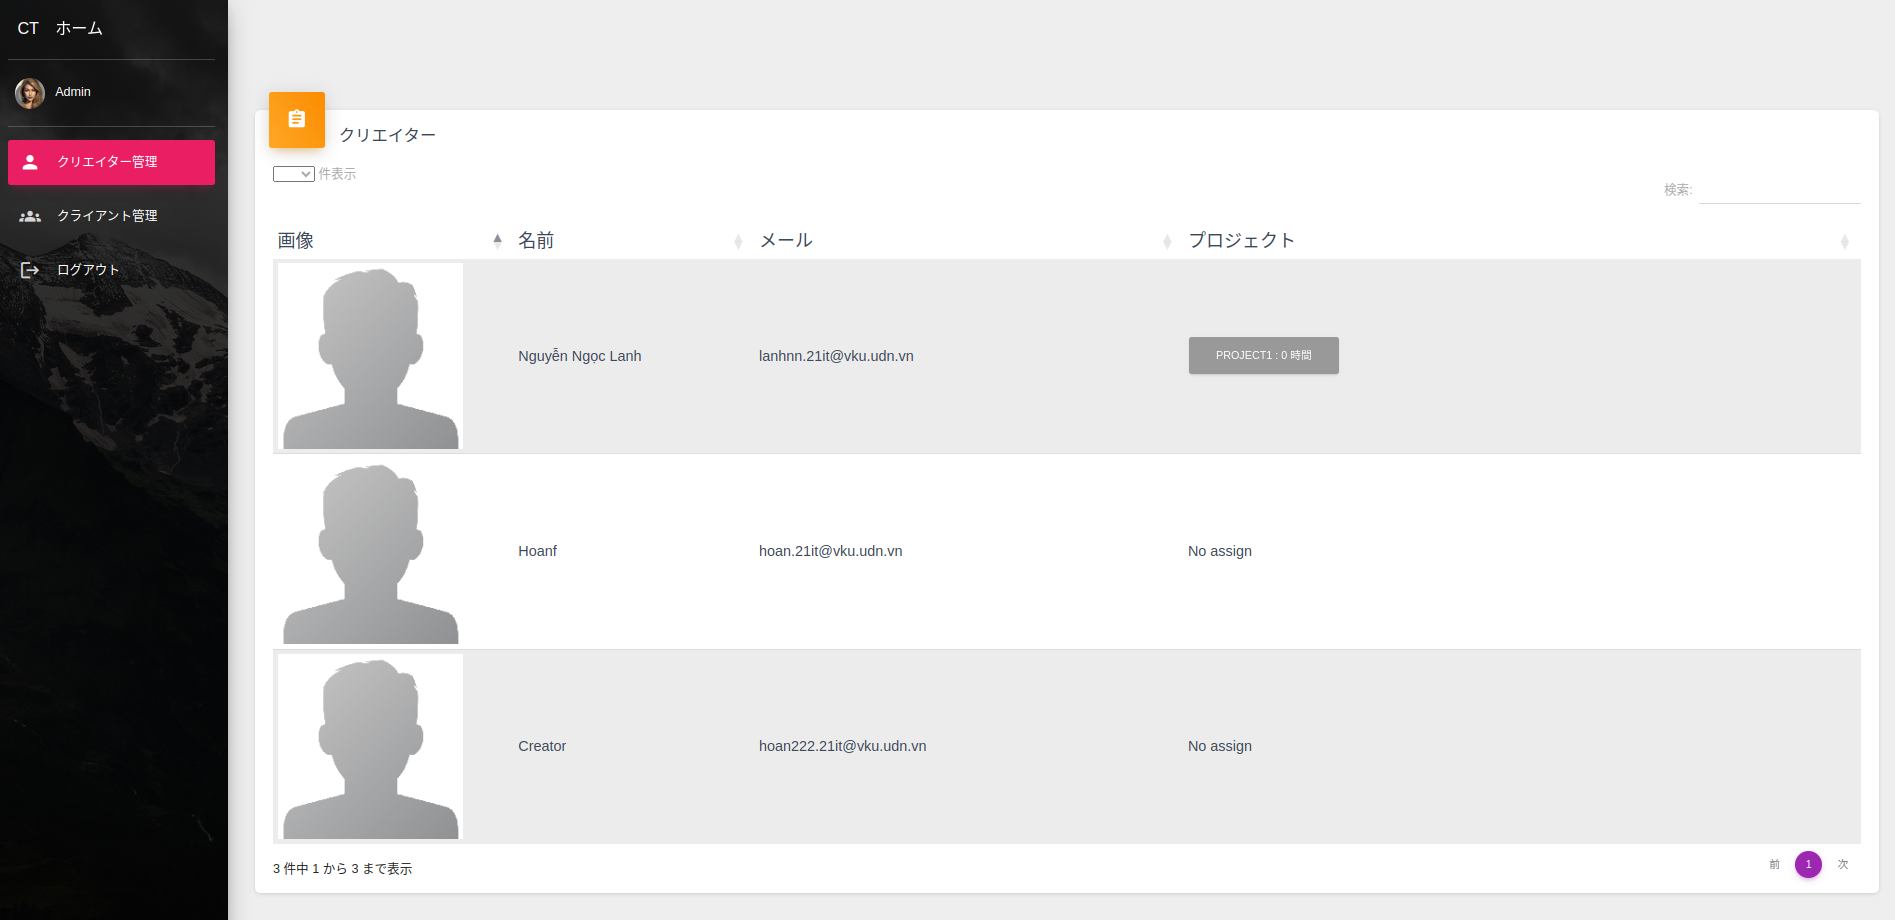 CT ホーム
Admin
クリエイター管理
クライアント管理
ログアウト
クリエイター
件表示
検索:
画像 名前 メール プロジェクト
Nguyễn Ngọc Lanh lanhnn.21it@vku.udn.vn PROJECT1 : 0 時間
Hoanf hoan.21it@vku.udn.vn No assign
Creator hoan222.21it@vku.udn.vn No assign
3 件中 1 から 3 まで表示
前 1 次